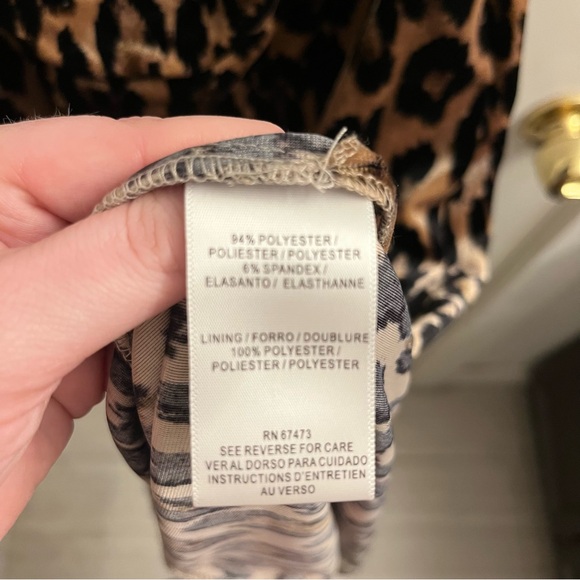 94% POLYESTER /
POLIESTER / POLYESTER
6% SPANDEX /
ELASANTO / ELASTHANNE
LINING / FORRO / DOUBLURE
100% POLYESTER /
POLIESTER / POLYESTER
RN 67473
SEE REVERSE FOR CARE
VER AL DORSO PARA CUIDADO
INSTRUCTIONS D'ENTRETIEN
AU VERSO